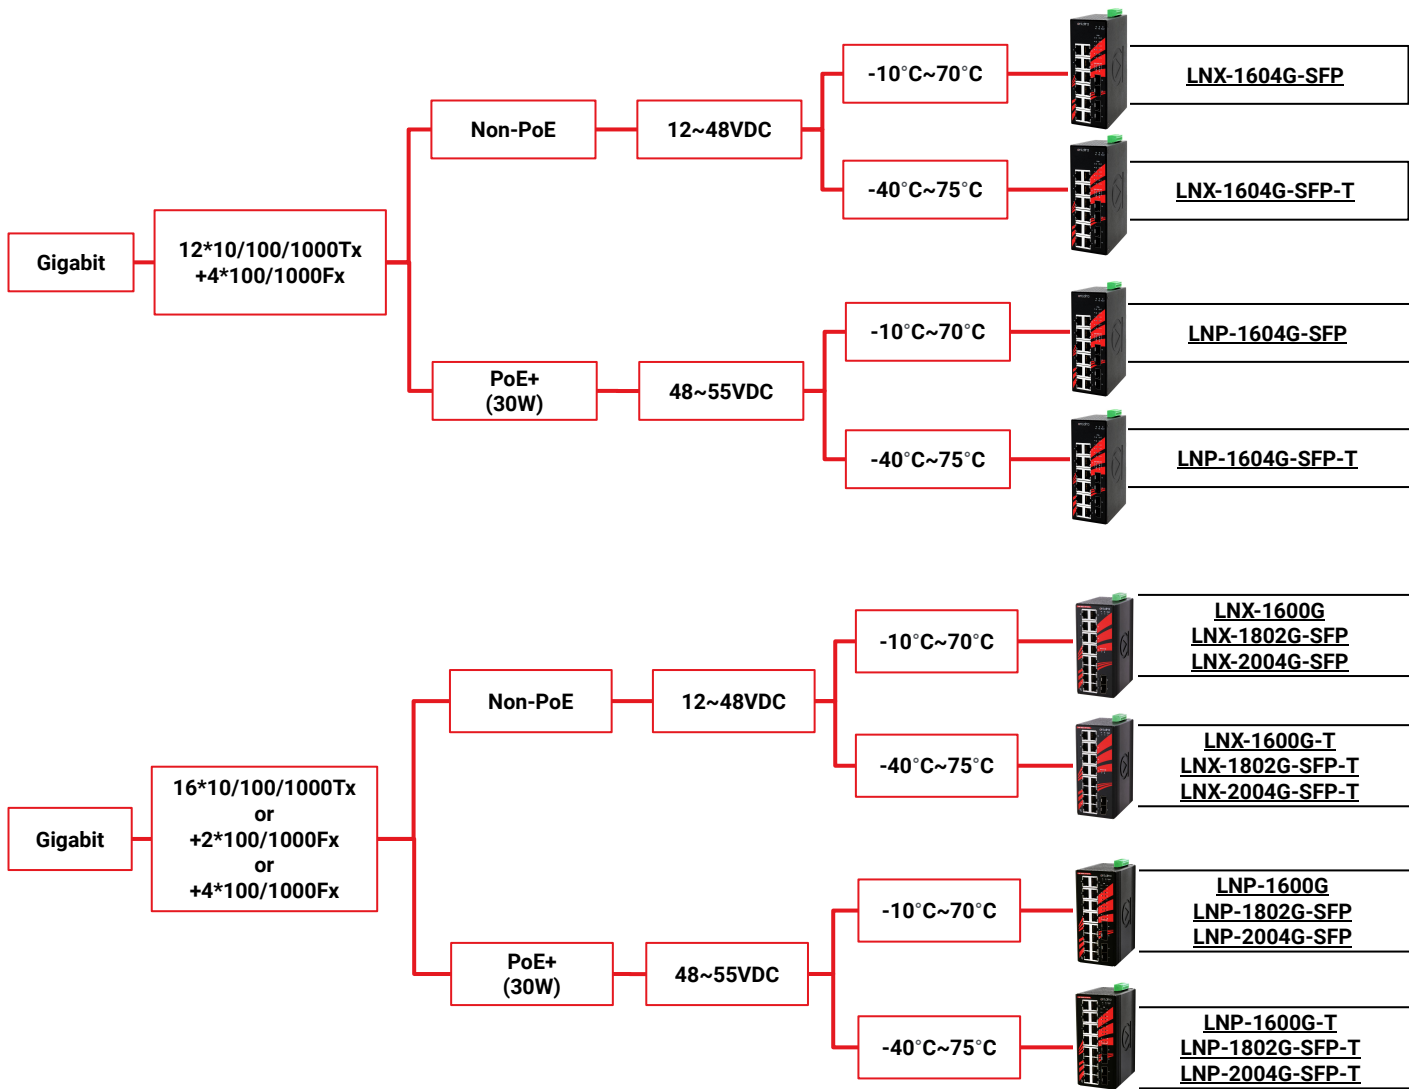 Gigabit
12*10/100/1000Tx
+4*100/1000Fx
Non-PoE
12~48VDC
-10°C~70°C
LNX-1604G-SFP
-40°C~75°C
LNX-1604G-SFP-T
PoE+
(30W)
48~55VDC
-10°C~70°C
LNP-1604G-SFP
-40°C~75°C
LNP-1604G-SFP-T
Gigabit
16*10/100/1000Tx
or
+2*100/1000Fx
or
+4*100/1000Fx
Non-PoE
12~48VDC
-10°C~70°C
LNX-1600G
LNX-1802G-SFP
LNX-2004G-SFP
-40°C~75°C
LNX-1600G-T
LNX-1802G-SFP-T
LNX-2004G-SFP-T
PoE+
(30W)
48~55VDC
-10°C~70°C
LNP-1600G
LNP-1802G-SFP
LNP-2004G-SFP
-40°C~75°C
LNP-1600G-T
LNP-1802G-SFP-T
LNP-2004G-SFP-T